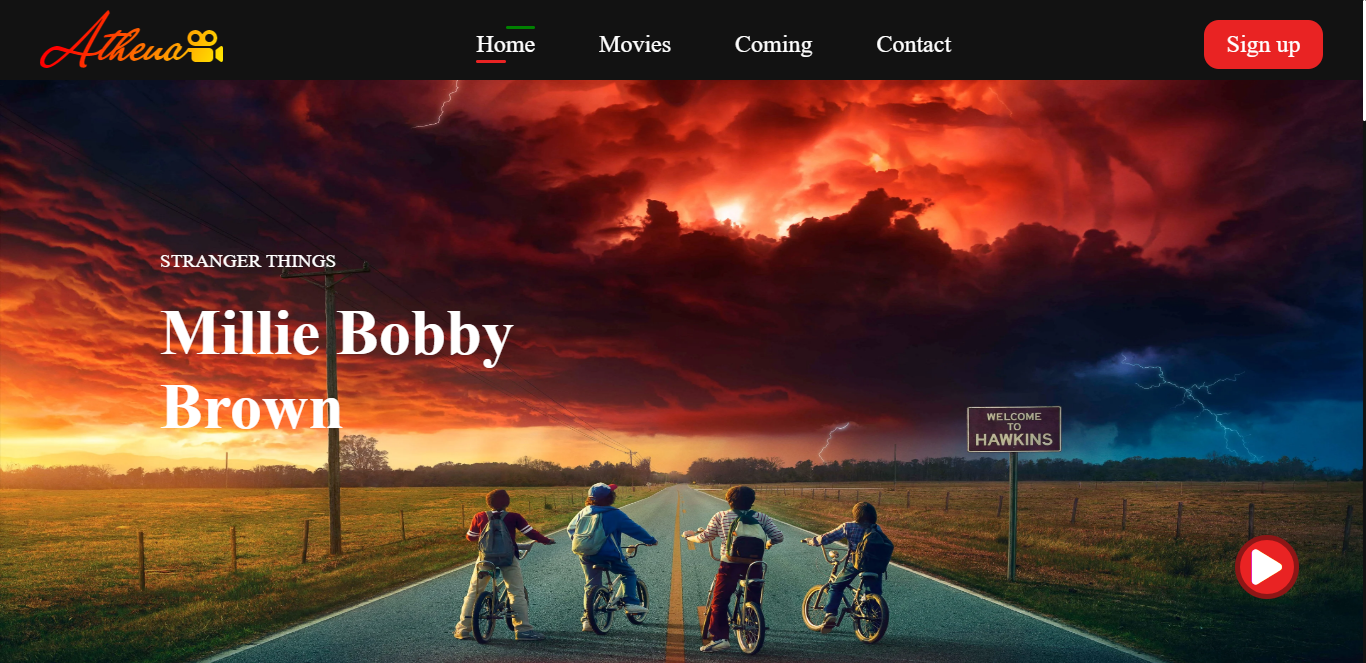 Athena
Home
Movies
Coming
Contact
Sign up
STRANGER THINGS
Millie Bobby
Brown
WELCOME
TO
HAWKINS